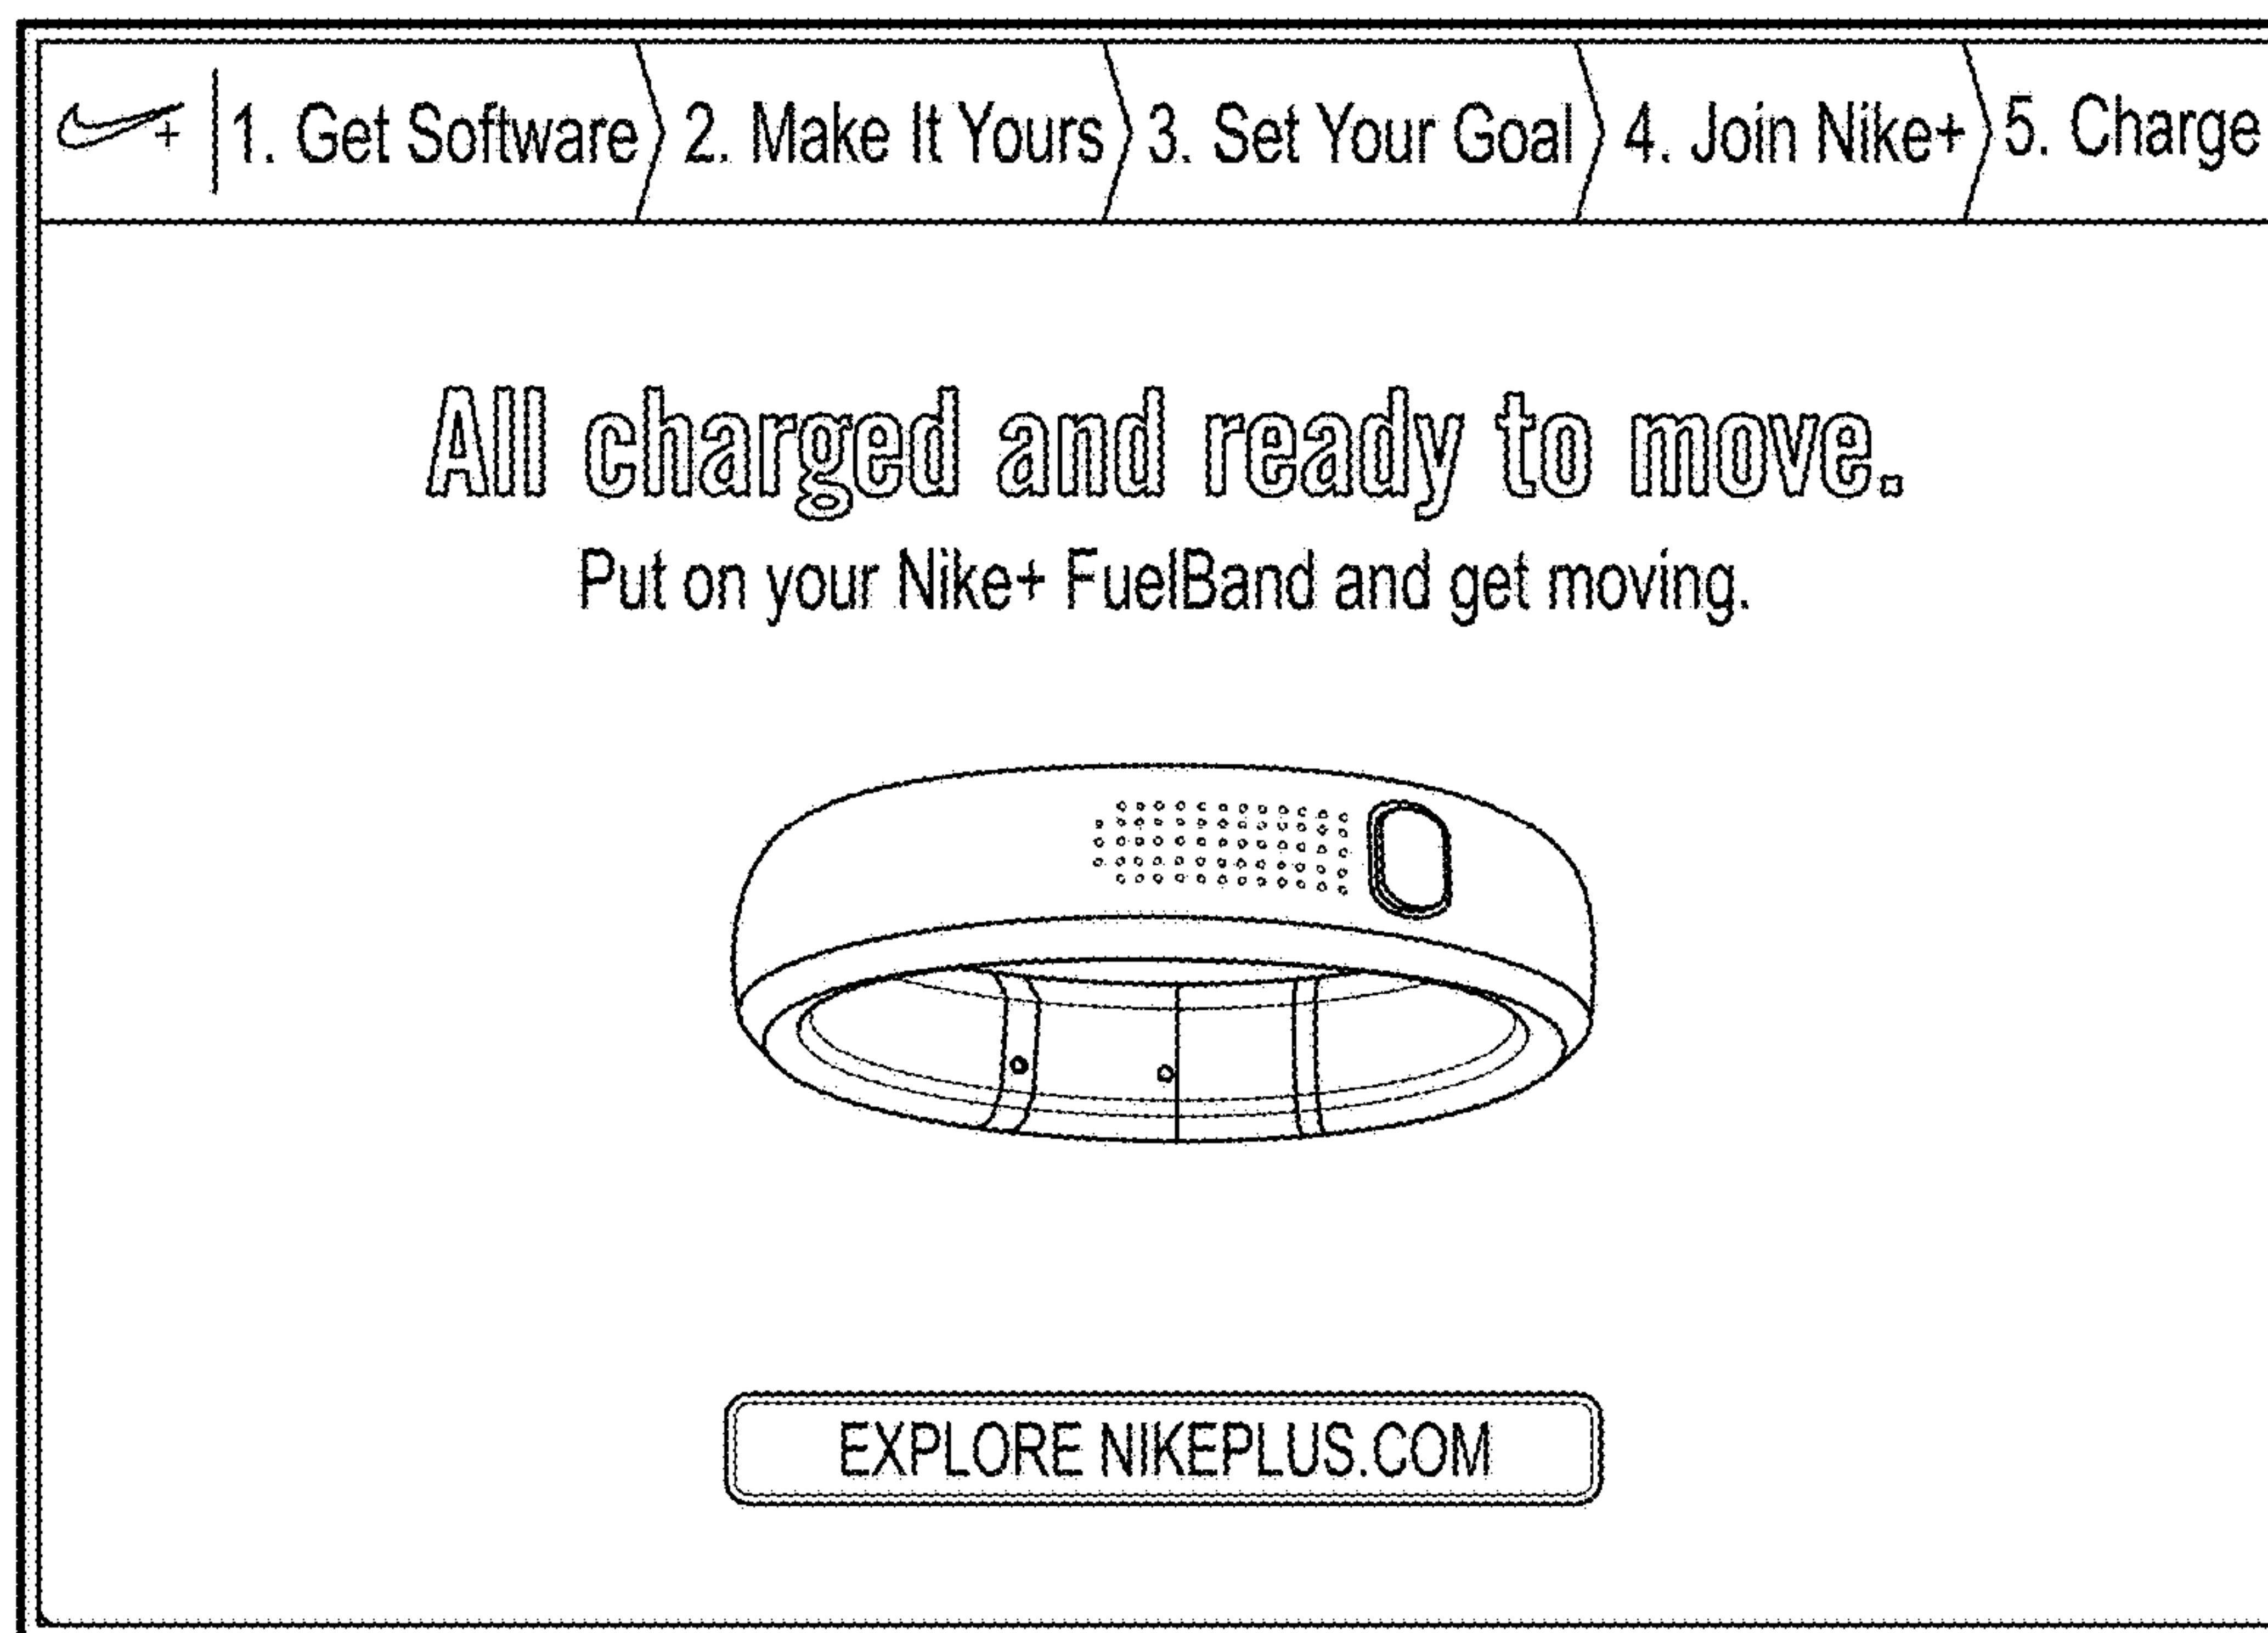 1. Get Software 2. Make It Yours 3. Set Your Goal 4. Join Nike+ 5. Charge
All charged and ready to move.
Put on your Nike+ FuelBand and get moving.
EXPLORE NIKEPLUS.COM